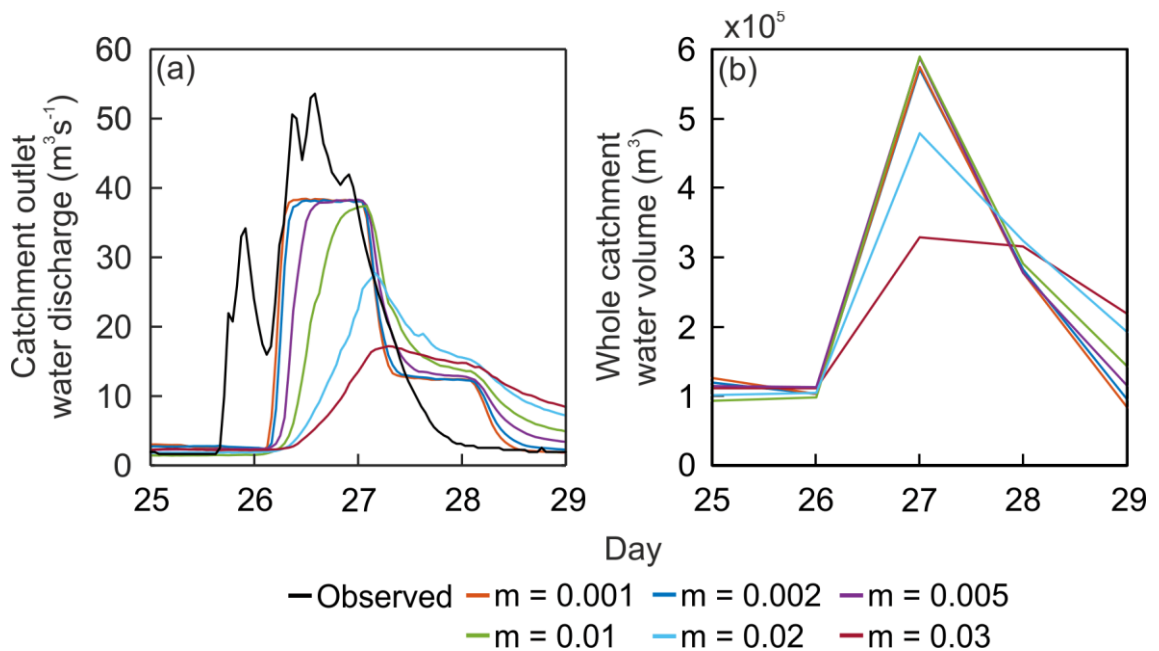 x10⁵
(a)
(b)
60
50
40
30
20
10
0
Catchment outlet
water discharge (m³s⁻¹)
25 26 27 28 29
6
5
4
3
2
1
0
Whole catchment
water volume (m³)
25 26 27 28 29
Day
Observed m = 0.001 m = 0.002 m = 0.005
m = 0.01 m = 0.02 m = 0.03